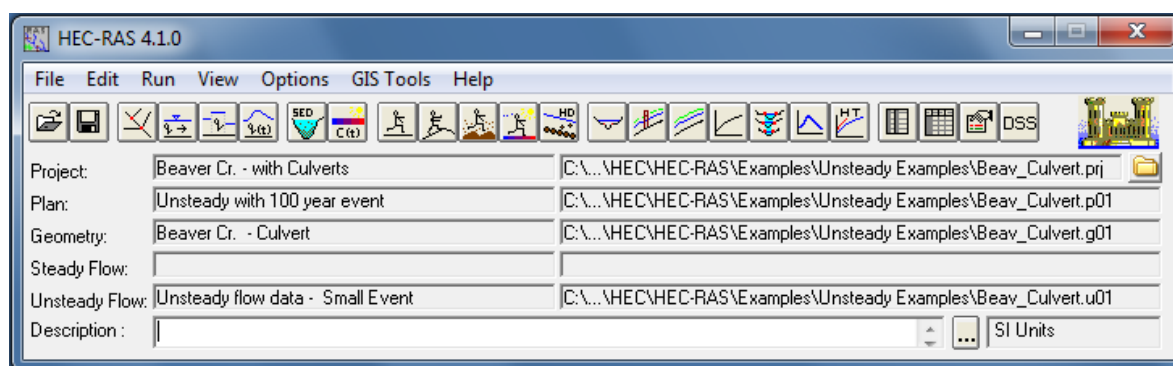 HEC-RAS 4.1.0
File Edit Run View Options GIS Tools Help
SED C(t) HD HT DSS
Project: Beaver Cr. - with Culverts C:\...\HEC\HEC-RAS\Examples\Unsteady Examples\Beav_Culvert.prj
Plan: Unsteady with 100 year event C:\...\HEC\HEC-RAS\Examples\Unsteady Examples\Beav_Culvert.p01
Geometry: Beaver Cr. - Culvert C:\...\HEC\HEC-RAS\Examples\Unsteady Examples\Beav_Culvert.g01
Steady Flow:
Unsteady Flow: Unsteady flow data - Small Event C:\...\HEC\HEC-RAS\Examples\Unsteady Examples\Beav_Culvert.u01
Description : ... SI Units